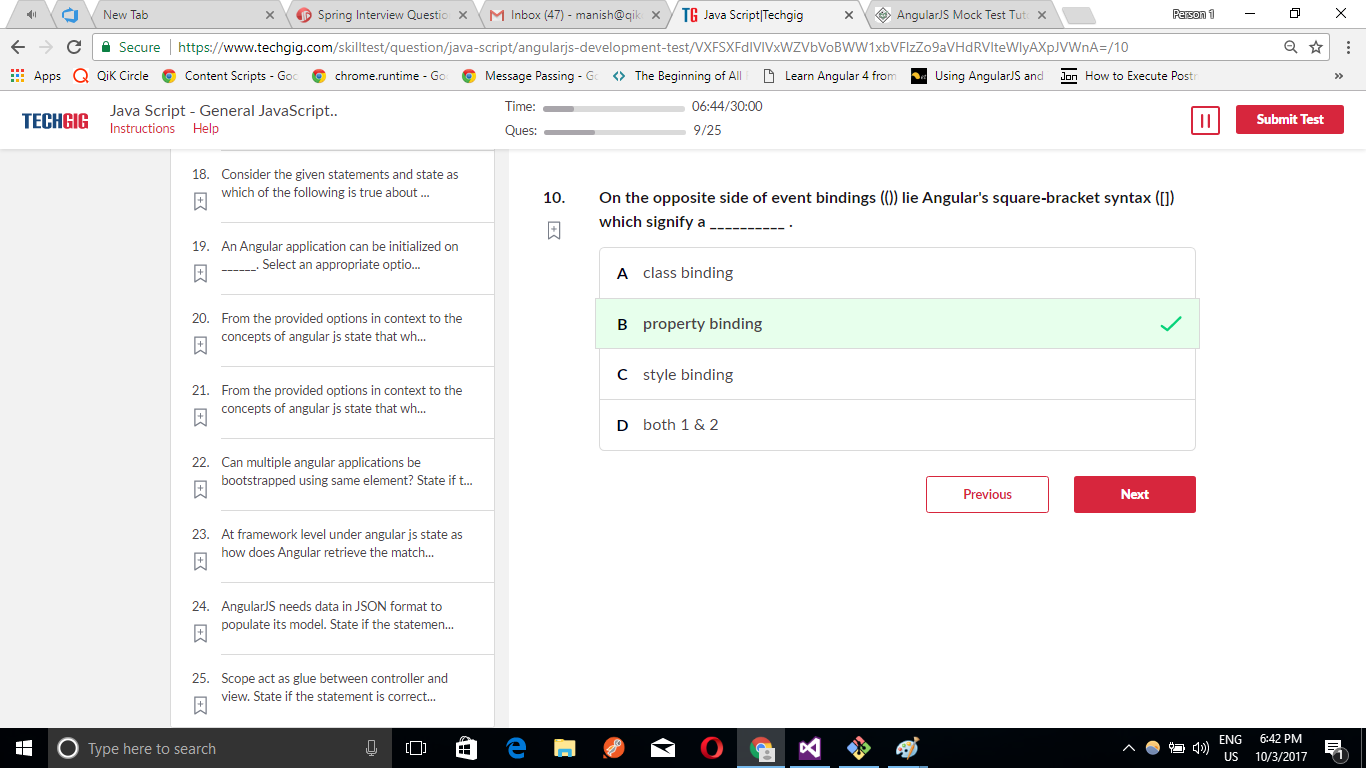 New Tab
Spring Interview Questio
Inbox (47) - manish@qik
Java Script|Techgig
AngularJS Mock Test Tut
Person 1
Secure
https://www.techgig.com/skilltest/question/java-script/angularjs-development-test/VXFSXFdIVlVxWZVbVoBWW1xbVFlzZo9aVHdRVlteWlyAXpJVWnA=/10
Apps
QiK Circle
Content Scripts - Goo
chrome.runtime - Go
Message Passing - Go
The Beginning of All
Learn Angular 4 from
Using AngularJS and
Jan
How to Execute Post
»
TECHGIG
Java Script - General JavaScript..
Instructions Help
Time: 06:44/30:00
Ques: 9/25
Submit Test
18. Consider the given statements and state as
which of the following is true about ...
19. An Angular application can be initialized on
______. Select an appropriate optio...
20. From the provided options in context to the
concepts of angular js state that wh...
21. From the provided options in context to the
concepts of angular js state that wh...
22. Can multiple angular applications be
bootstrapped using same element? State if t...
23. At framework level under angular js state as
how does Angular retrieve the match...
24. AngularJS needs data in JSON format to
populate its model. State if the statemen...
25. Scope act as glue between controller and
view. State if the statement is correct...
10. On the opposite side of event bindings (()) lie Angular's square-bracket syntax ([])
which signify a __________ .
A class binding
B property binding
C style binding
D both 1 & 2
Previous
Next
Type here to search
ENG
US
6:42 PM
10/3/2017
1